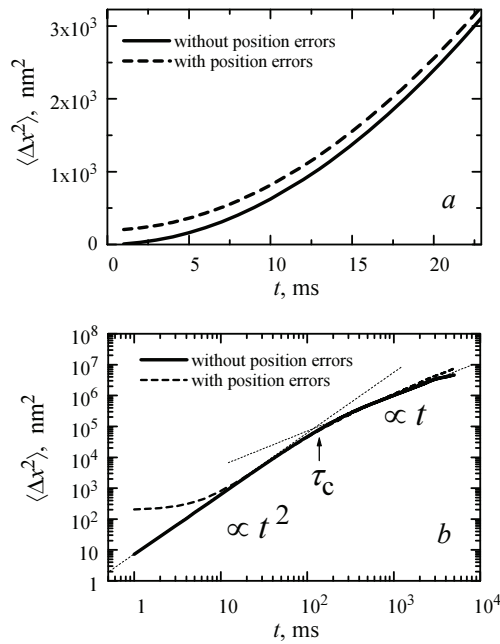 3x10³
2x10³
1x10³
0
⟨Δx²⟩, nm²
without position errors
with position errors
a
0 5 10 15 20
t, ms
10⁸
10⁷
10⁶
10⁵
10⁴
10³
10²
10
1
⟨Δx²⟩, nm²
without position errors
with position errors
∝ t
τc
∝ t²
b
1 10 10² 10³ 10⁴
t, ms